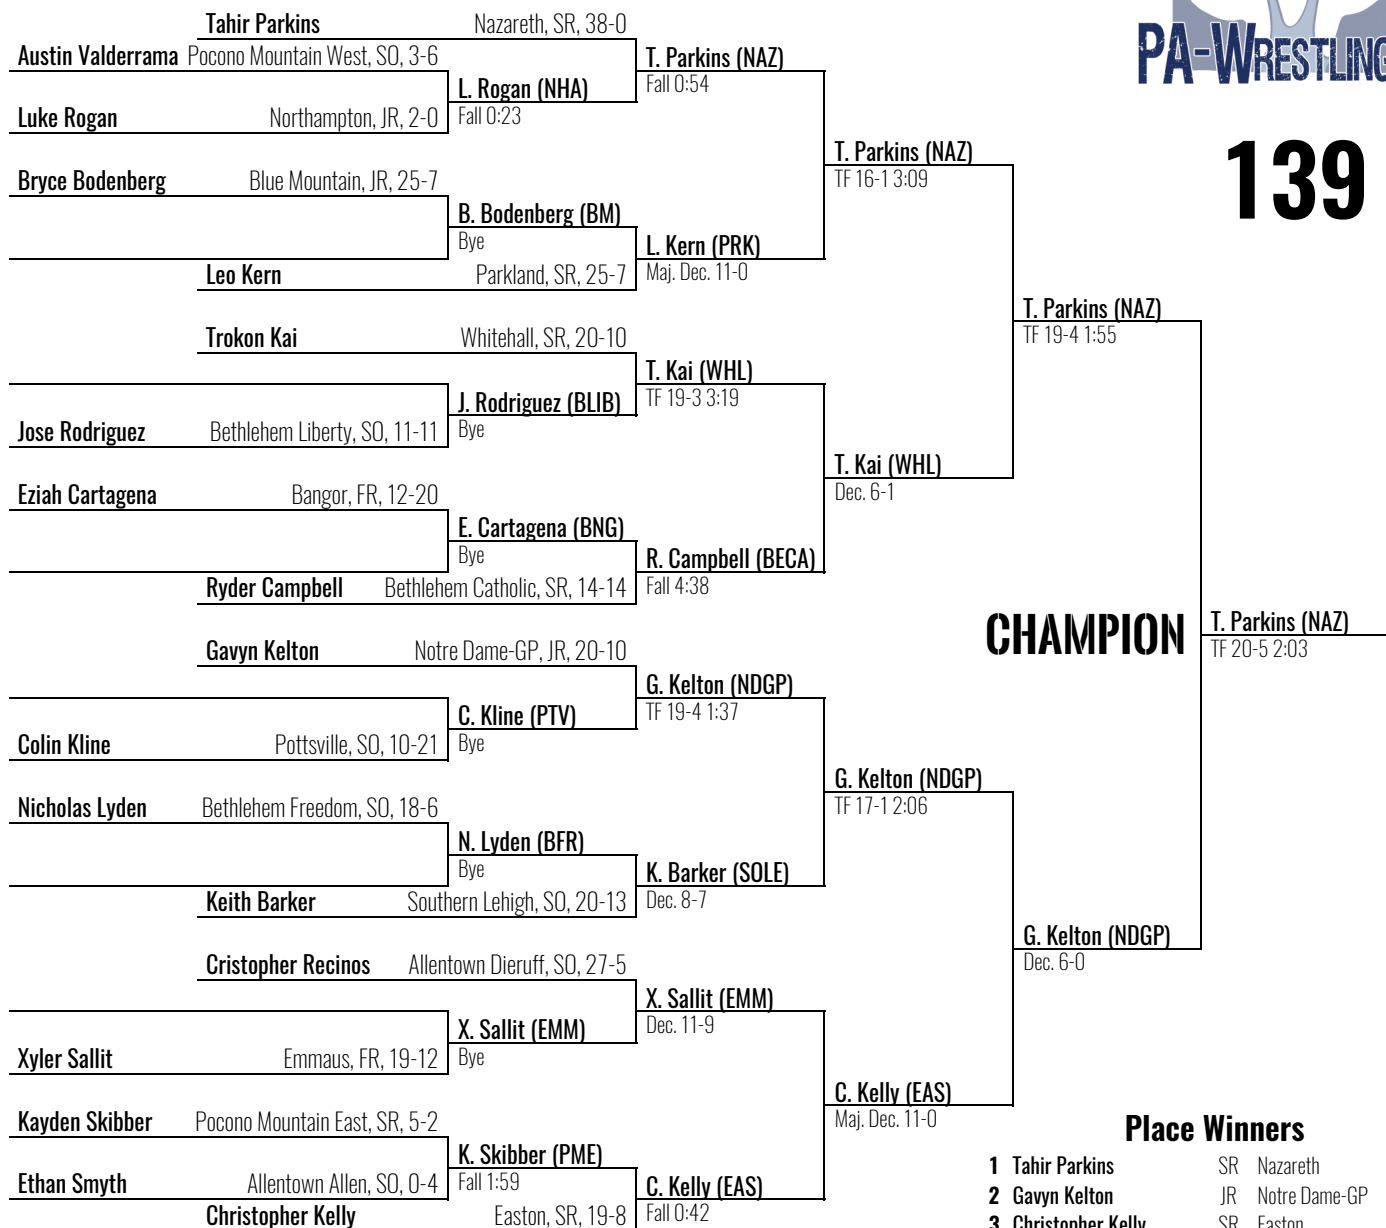 PA-WRESTLING
139
Tahir Parkins Nazareth, SR, 38-0
Austin Valderrama Pocono Mountain West, SO, 3-6
Luke Rogan Northampton, JR, 2-0
Bryce Bodenberg Blue Mountain, JR, 25-7
Leo Kern Parkland, SR, 25-7
Trokon Kai Whitehall, SR, 20-10
Jose Rodriguez Bethlehem Liberty, SO, 11-11
Eziah Cartagena Bangor, FR, 12-20
Ryder Campbell Bethlehem Catholic, SR, 14-14
Gavyn Kelton Notre Dame-GP, JR, 20-10
Colin Kline Pottsville, SO, 10-21
Nicholas Lyden Bethlehem Freedom, SO, 18-6
Keith Barker Southern Lehigh, SO, 20-13
Cristopher Recinos Allentown Dieruff, SO, 27-5
Xyler Sallit Emmaus, FR, 19-12
Kayden Skibber Pocono Mountain East, SR, 5-2
Ethan Smyth Allentown Allen, SO, 0-4
Christopher Kelly Easton, SR, 19-8
L. Rogan (NHA)
Fall 0:23
B. Bodenberg (BM)
Bye
J. Rodriguez (BLIB)
Bye
E. Cartagena (BNG)
Bye
C. Kline (PTV)
Bye
N. Lyden (BFR)
Bye
X. Sallit (EMM)
Bye
K. Skibber (PME)
Fall 1:59
T. Parkins (NAZ)
Fall 0:54
L. Kern (PRK)
Maj. Dec. 11-0
T. Kai (WHL)
TF 19-3 3:19
R. Campbell (BECA)
Fall 4:38
G. Kelton (NDGP)
TF 19-4 1:37
K. Barker (SOLE)
Dec. 8-7
X. Sallit (EMM)
Dec. 11-9
C. Kelly (EAS)
Fall 0:42
T. Parkins (NAZ)
TF 16-1 3:09
T. Kai (WHL)
Dec. 6-1
G. Kelton (NDGP)
TF 17-1 2:06
C. Kelly (EAS)
Maj. Dec. 11-0
T. Parkins (NAZ)
TF 19-4 1:55
G. Kelton (NDGP)
Dec. 6-0
CHAMPION
T. Parkins (NAZ)
TF 20-5 2:03
Place Winners
1 Tahir Parkins SR Nazareth
2 Gavyn Kelton JR Notre Dame-GP
3 Christopher Kelly SR Easton